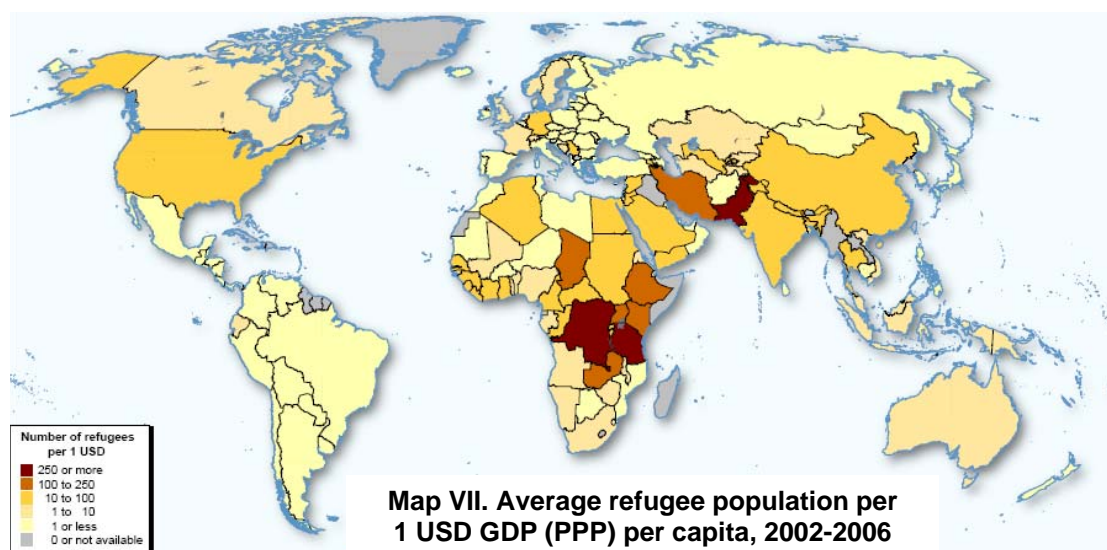 Number of refugees
per 1 USD
250 or more
100 to 250
10 to 100
1 to 10
1 or less
0 or not available
Map VII. Average refugee population per
1 USD GDP (PPP) per capita, 2002-2006